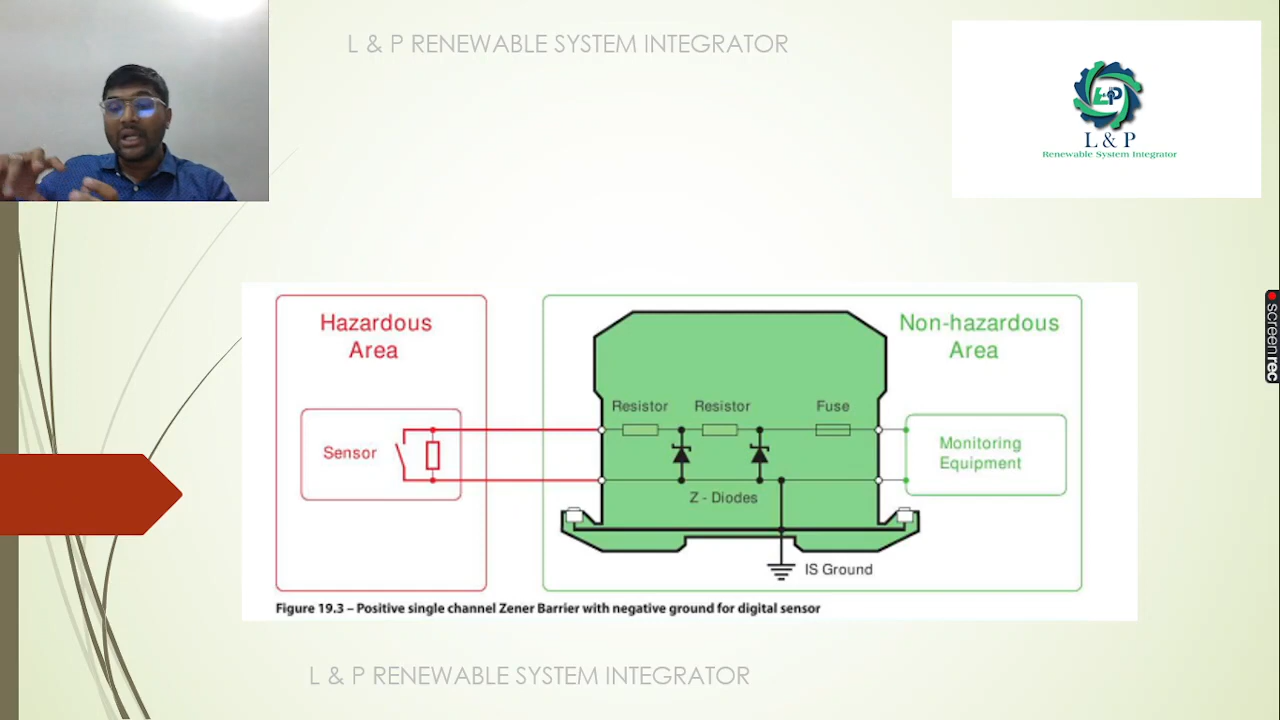 L & P RENEWABLE SYSTEM INTEGRATOR
L & P
L & P
Renewable System Integrator
Hazardous
Area
Non-hazardous
Area
Resistor
Resistor
Fuse
Sensor
Monitoring
Equipment
Z - Diodes
IS Ground
Figure 19.3 – Positive single channel Zener Barrier with negative ground for digital sensor
L & P RENEWABLE SYSTEM INTEGRATOR
screenrec